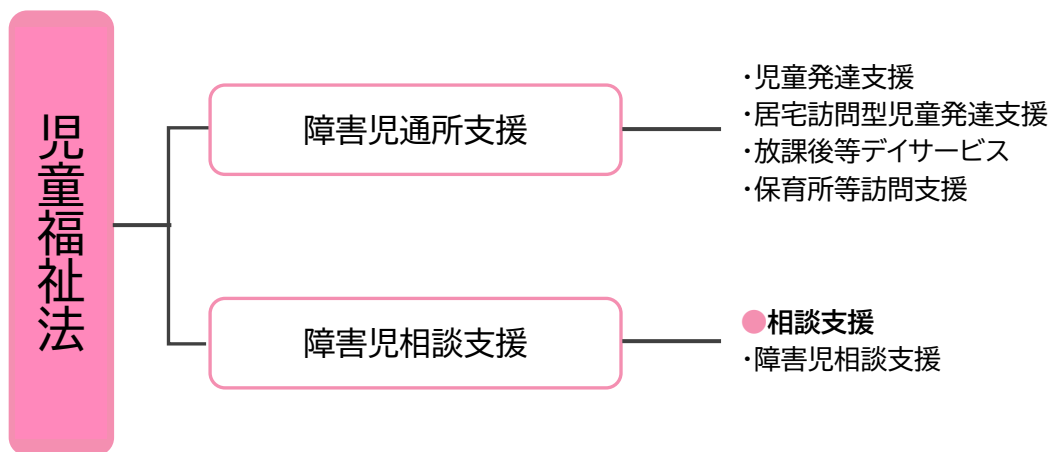 児童福祉法
障害児通所支援
・児童発達支援
・居宅訪問型児童発達支援
・放課後等デイサービス
・保育所等訪問支援
障害児相談支援
●相談支援
・障害児相談支援